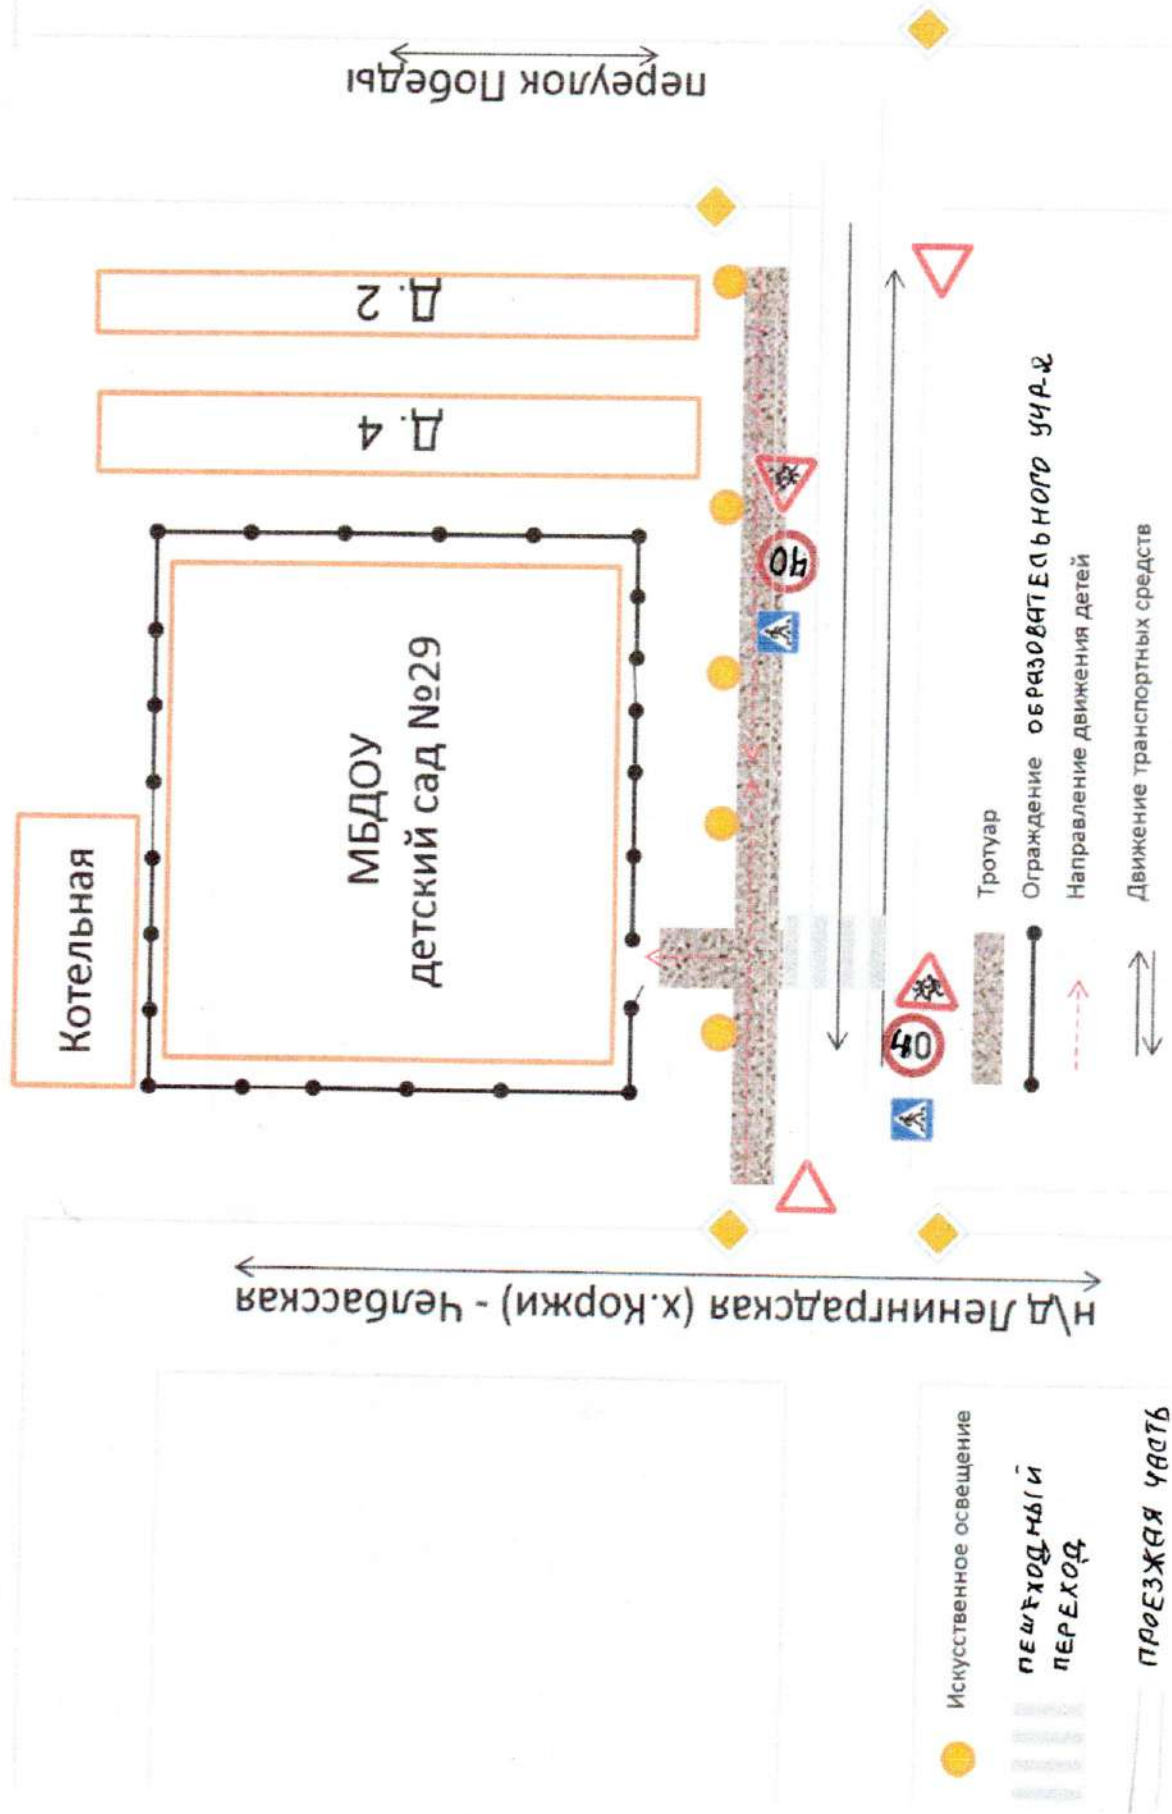 Котельная
МБДОУ
детский сад №29
Д. 4
Д. 2
переулок Победы
н\д Ленинградская (х.Коржи) - Челбасская
40
40
Искусственное освещение
ПЕШЕХОДНЫЙ
ПЕРЕХОД
ПРОЕЗЖАЯ ЧАСТЬ
Тротуар
Ограждение ОБРАЗОВАТЕЛЬНОГО УЧР-Я
Направление движения детей
Движение транспортных средств